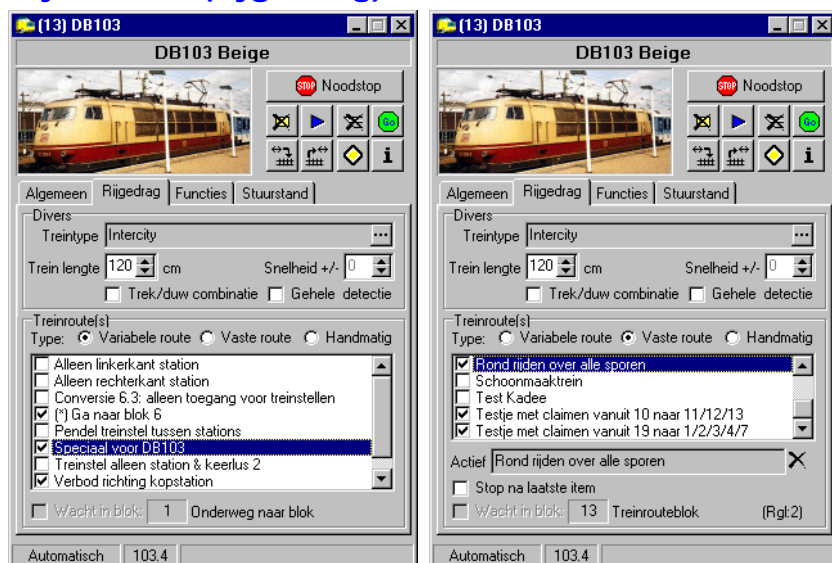 (13) DB103
DB103 Beige
Noodstop
Algemeen Rijgedrag Functies Stuurstand
Divers
Treintype Intercity ...
Trein lengte 120 cm Snelheid +/- 0
Trek/duw combinatie Gehele detectie
Treinroute(s)
Type: Variabele route Vaste route Handmatig
Alleen linkerkant station
Alleen rechterkant station
Conversie 6.3: alleen toegang voor treinstellen
(*) Ga naar blok 6
Pendel treinstel tussen stations
Speciaal voor DB103
Treinstel alleen station & keerlus 2
Verbod richting kopstation
Wacht in blok: 1 Onderweg naar blok
Automatisch 103.4
(13) DB103
DB103 Beige
STOP Noodstop
Go
i
Algemeen Rijgedrag Functies Stuurstand
Divers
Treintype Intercity ...
Trein lengte 120 cm Snelheid +/- 0
Trek/duw combinatie Gehele detectie
Treinroute(s)
Type: Variabele route Vaste route Handmatig
Rond rijden over alle sporen
Schoonmaaktrein
Test Kadee
Testje met claimen vanuit 10 naar 11/12/13
Testje met claimen vanuit 19 naar 1/2/3/4/7
Actief Rond rijden over alle sporen
Stop na laatste item
Wacht in blok: 13 Treinrouteblok (Rgl:2)
Automatisch 103.4